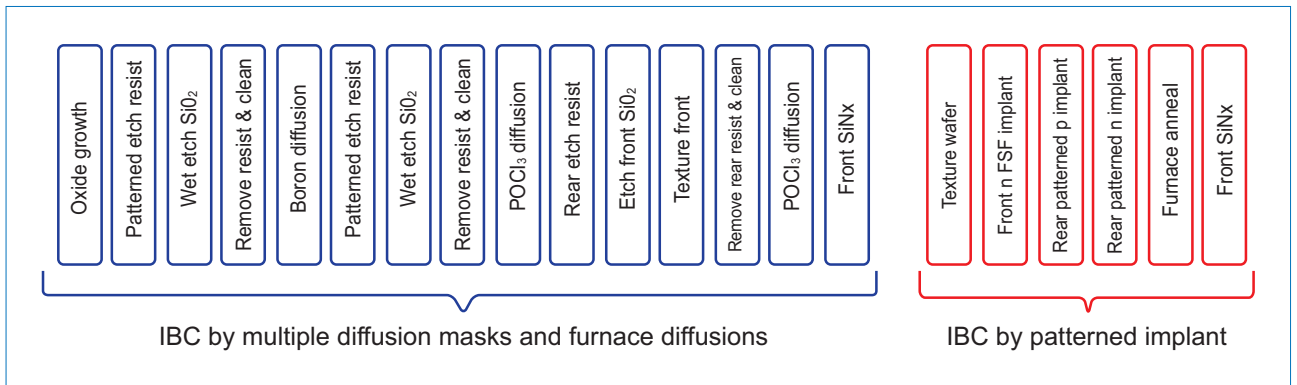 Oxide growth
Patterned etch resist
Wet etch SiO₂
Remove resist & clean
Boron diffusion
Patterned etch resist
Wet etch SiO₂
Remove resist & clean
POCl₃ diffusion
Rear etch resist
Etch front SiO₂
Texture front
Remove rear resist & clean
POCl₃ diffusion
Front SiNx
IBC by multiple diffusion masks and furnace diffusions
Texture wafer
Front n FSF implant
Rear patterned p implant
Rear patterned n implant
Furnace anneal
Front SiNx
IBC by patterned implant